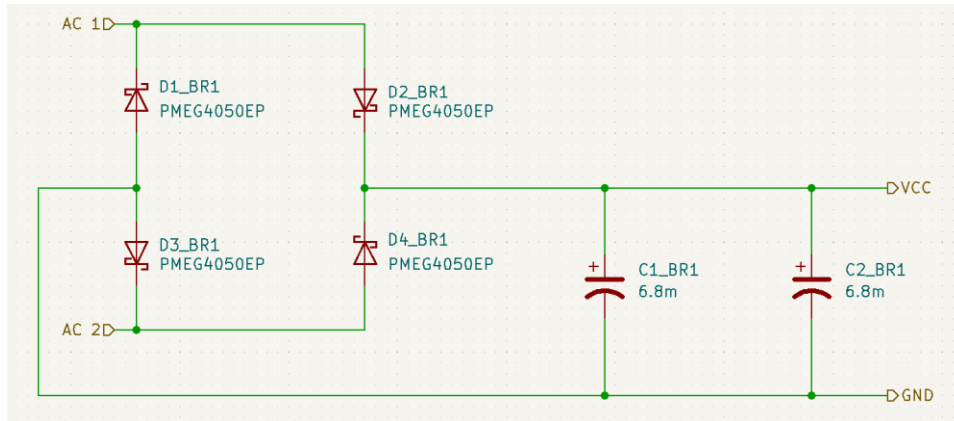 AC 1
D1_BR1
PMEG4050EP
D2_BR1
PMEG4050EP
VCC
D3_BR1
PMEG4050EP
D4_BR1
PMEG4050EP
+
C1_BR1
6.8m
+
C2_BR1
6.8m
AC 2
GND